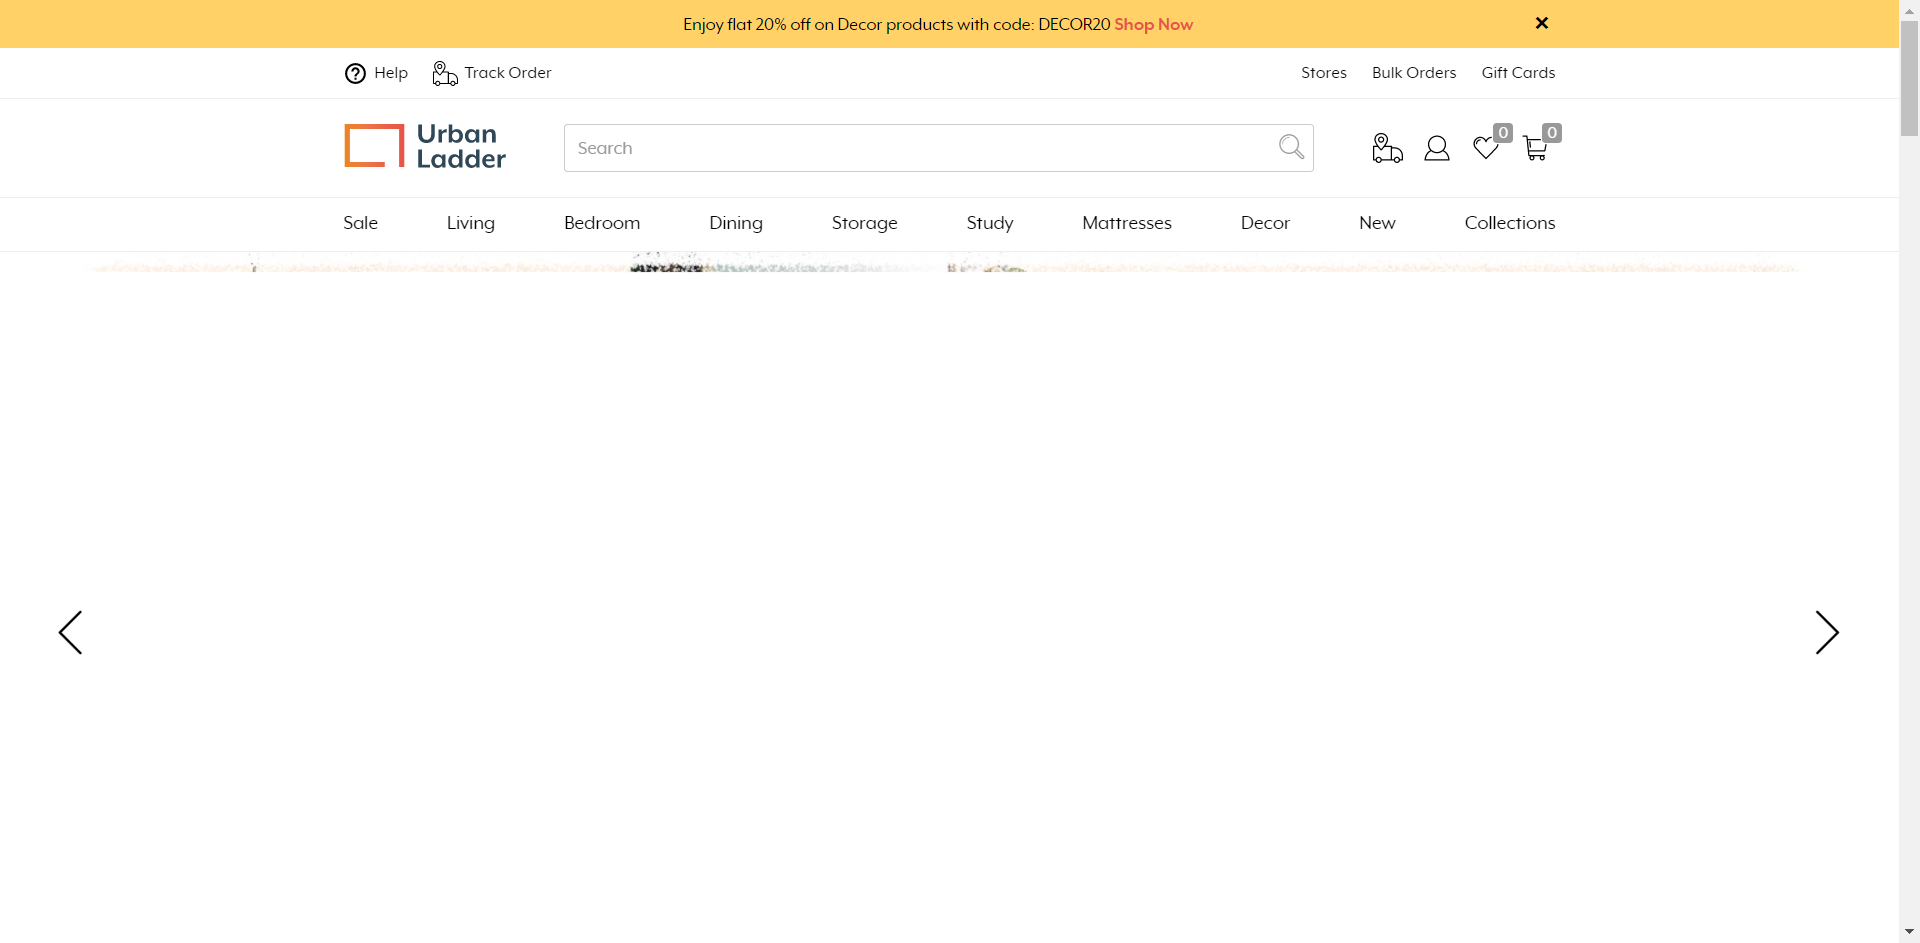 Enjoy flat 20% off on Decor products with code: DECOR20 Shop Now ×
Help Track Order Stores Bulk Orders Gift Cards
Urban
Ladder
Search
0 0
Sale Living Bedroom Dining Storage Study Mattresses Decor New Collections